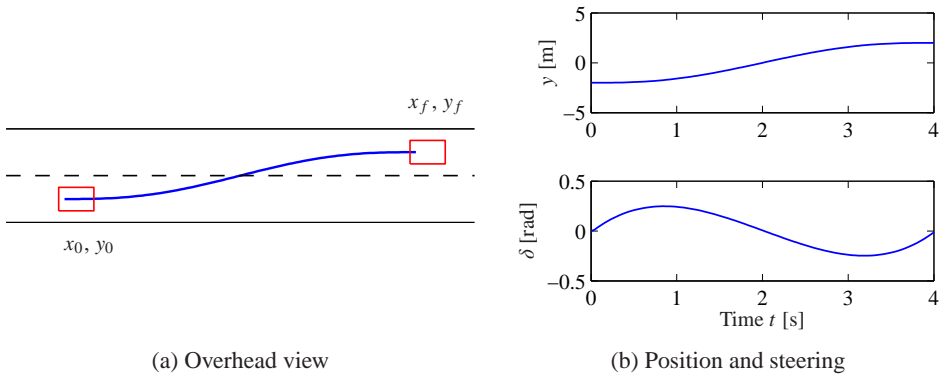 x_f, y_f
x_0, y_0
(a) Overhead view
5
0
−5
y [m]
0 1 2 3 4
0.5
0
−0.5
δ [rad]
0 1 2 3 4
Time t [s]
(b) Position and steering